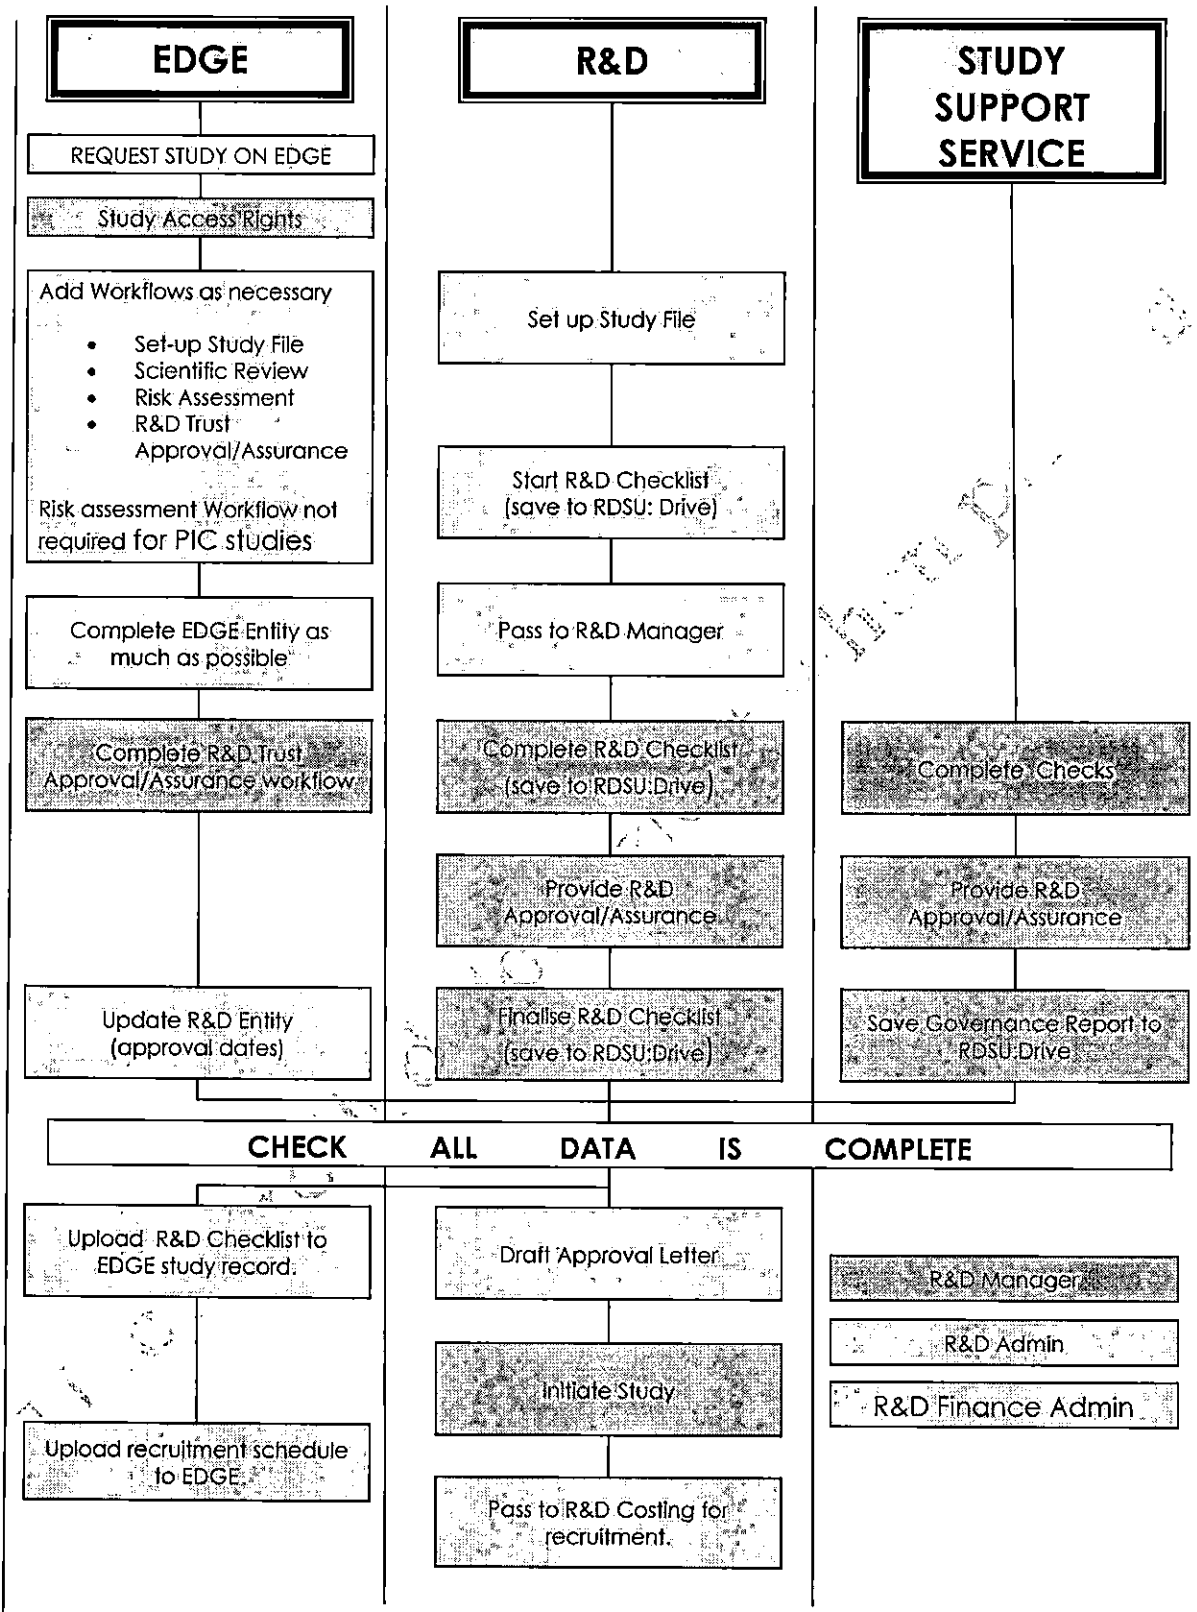 EDGE
REQUEST STUDY ON EDGE
Study Access Rights
Add Workflows as necessary
• Set-up Study File
• Scientific Review
• Risk Assessment
• R&D Trust
Approval/Assurance
Risk assessment Workflow not
required for PIC studies
Complete EDGE Entity as
much as possible
Complete R&D Trust
Approval/Assurance workflow
Update R&D Entity
(approval dates)
R&D
Set up Study File
Start R&D Checklist
(save to RDSU: Drive)
Pass to R&D Manager
Complete R&D Checklist
(save to RDSU:Drive)
Provide R&D
Approval/Assurance
Finalise R&D Checklist
(save to RDSU:Drive)
STUDY
SUPPORT
SERVICE
Complete Checks
Provide R&D
Approval/Assurance
Save Governance Report to
RDSU:Drive
CHECK ALL DATA IS COMPLETE
Upload R&D Checklist to
EDGE study record.
Upload recruitment schedule
to EDGE.
Draft Approval Letter
Initiate Study
Pass to R&D Costing for
recruitment.
R&D Manager
R&D Admin
R&D Finance Admin